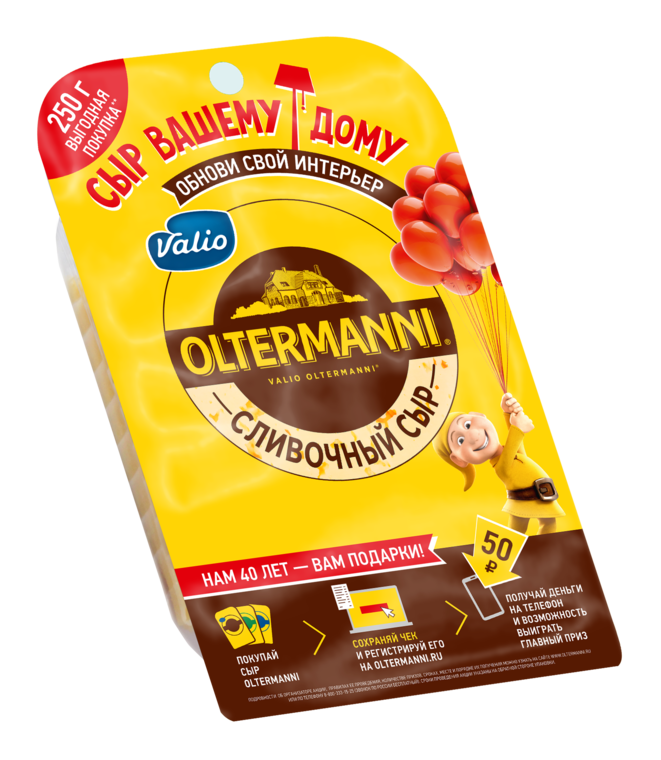 250 Г
ВЫГОДНАЯ
ПОКУПКА**
СЫР ВАШЕМУ ДОМУ
ОБНОВИ СВОЙ ИНТЕРЬЕР
Valio
OLTERMANNI®
VALIO OLTERMANNI®
СЛИВОЧНЫЙ СЫР
НАМ 40 ЛЕТ — ВАМ ПОДАРКИ!
50
₽
ПОКУПАЙ
СЫР
OLTERMANNI
СОХРАНЯЙ ЧЕК
И РЕГИСТРИРУЙ ЕГО
НА OLTERMANNI.RU
ПОЛУЧАЙ ДЕНЬГИ
НА ТЕЛЕФОН
И ВОЗМОЖНОСТЬ
ВЫИГРАТЬ
ГЛАВНЫЙ ПРИЗ